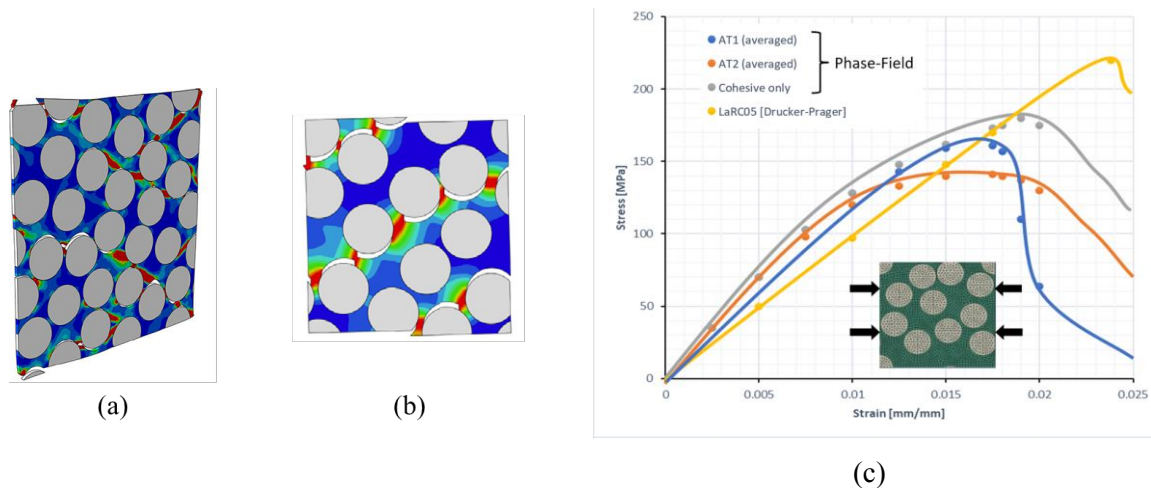 (a)
(b)
250
200
150
100
50
0
Stress [MPa]
AT1 (averaged)
AT2 (averaged)
Cohesive only
LaRC05 [Drucker-Prager]
Phase-Field
0
0.005
0.01
0.015
0.02
0.025
Strain [mm/mm]
(c)